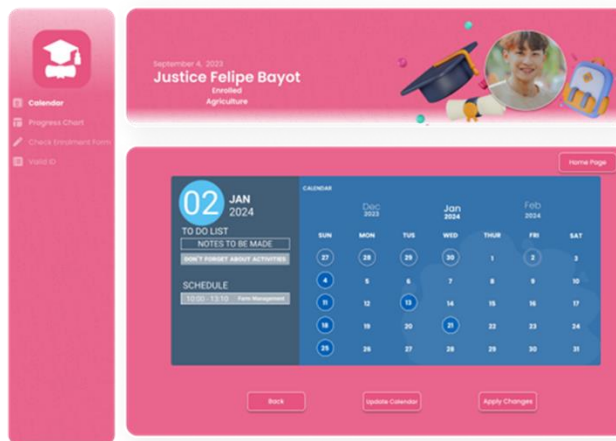 September 4, 2023
Justice Felipe Bayot
Enrolled
Agriculture
Calendar
Progress Chart
Check Enrolment Form
Valid ID
Home Page
02 JAN 2024
TO DO LIST
NOTES TO BE MADE
DON'T FORGET ABOUT ACTIVITIES
SCHEDULE
10:00 - 13:10 Farm Management
CALENDAR
Dec 2023 Jan 2024 Feb 2024
SUN MON TUS WED THUR FRI SAT
27 28 29 30 1 2 3
4 5 6 7 8 9 10
11 12 13 14 15 16 17
18 19 20 21 22 23 24
25 26 27 28 29 30 31
Back
Update Calendar
Apply Changes